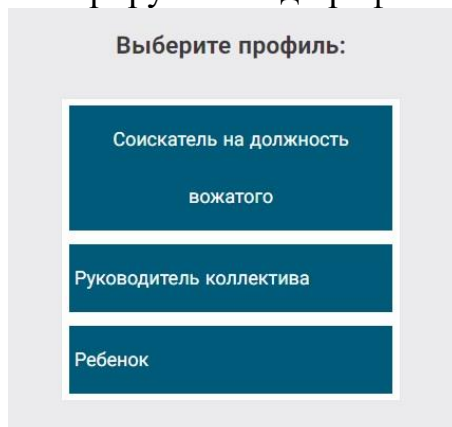 Выберите профиль:
Соискатель на должность
вожатого
Руководитель коллектива
Ребенок